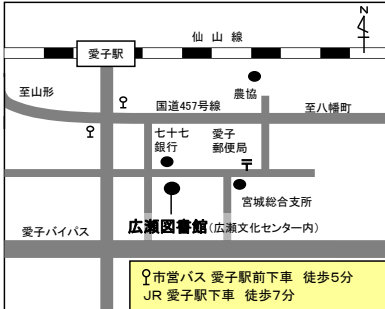 N
仙山線
愛子駅
農協
至山形
国道457号線
至八幡町
七十七
銀行
愛子
郵便局
〒
宮城総合支所
広瀬図書館(広瀬文化センター内)
愛子バイパス
市営バス 愛子駅前下車 徒歩5分
JR 愛子駅下車 徒歩7分